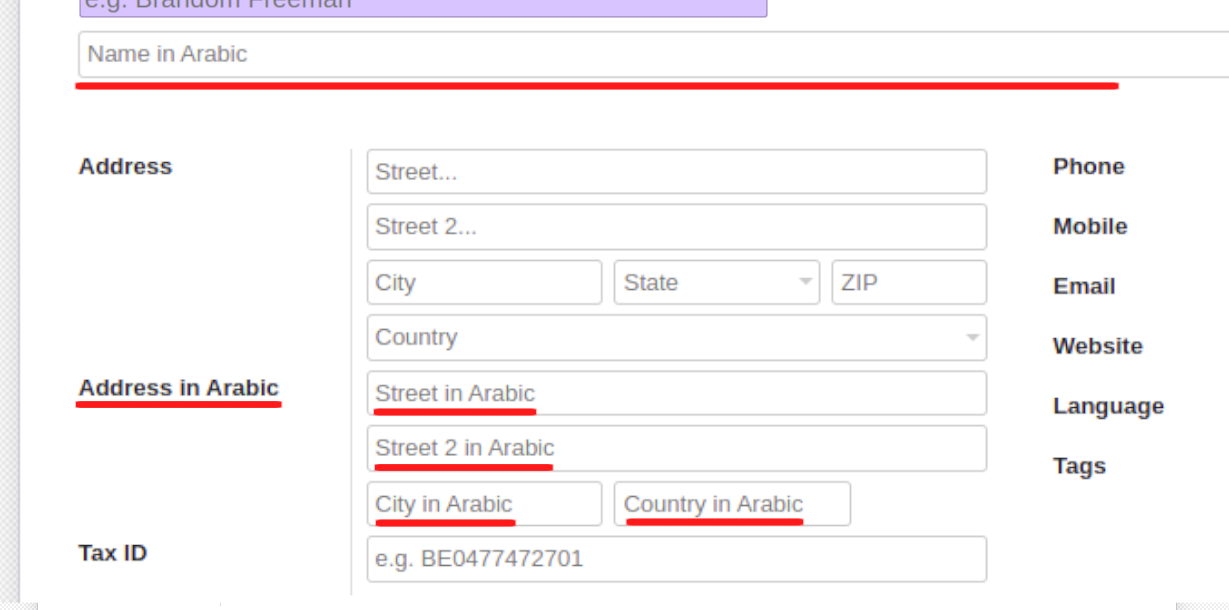 e.g. Brandom Freeman
Name in Arabic
Address
Street...
Street 2...
City State ZIP
Country
Address in Arabic
Street in Arabic
Street 2 in Arabic
City in Arabic Country in Arabic
Tax ID
e.g. BE0477472701
Phone
Mobile
Email
Website
Language
Tags